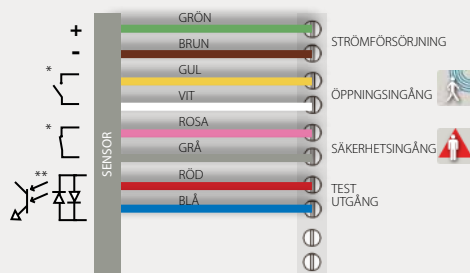 GRÖN
+
STRÖMFÖRSÖRJNING
BRUN
-
GUL
*
ÖPPNINGSINGÅNG
VIT
ROSA
*
SÄKERHETSINGÅNG
GRÅ
SENSOR
RÖD
**
TEST
UTGÅNG
BLÅ